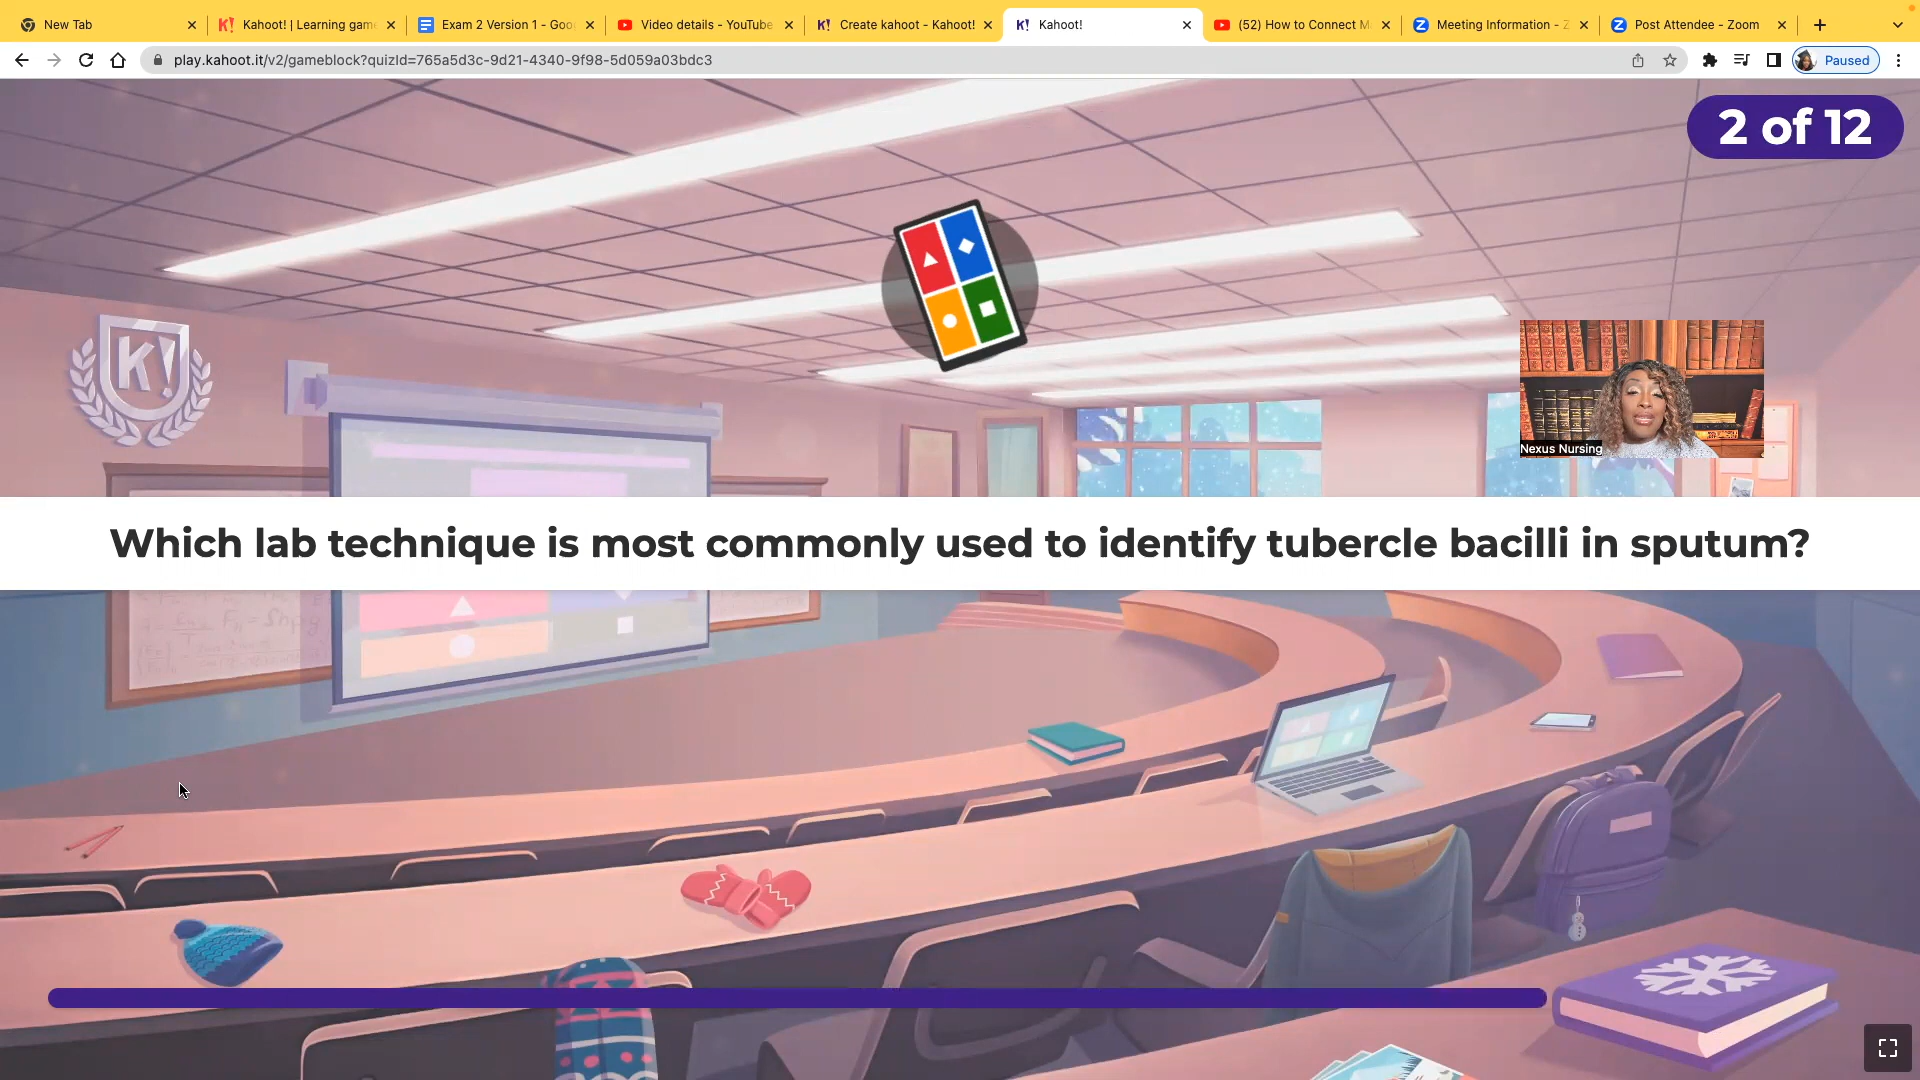 New Tab
Kahoot! | Learning game
Exam 2 Version 1 - Goo
Video details - YouTube
Create kahoot - Kahoot!
Kahoot!
(52) How to Connect M
Meeting Information - Z
Post Attendee - Zoom
play.kahoot.it/v2/gameblock?quizId=765a5d3c-9d21-4340-9f98-5d059a03bdc3
Paused
2 of 12
K!
Nexus Nursing
Which lab technique is most commonly used to identify tubercle bacilli in sputum?